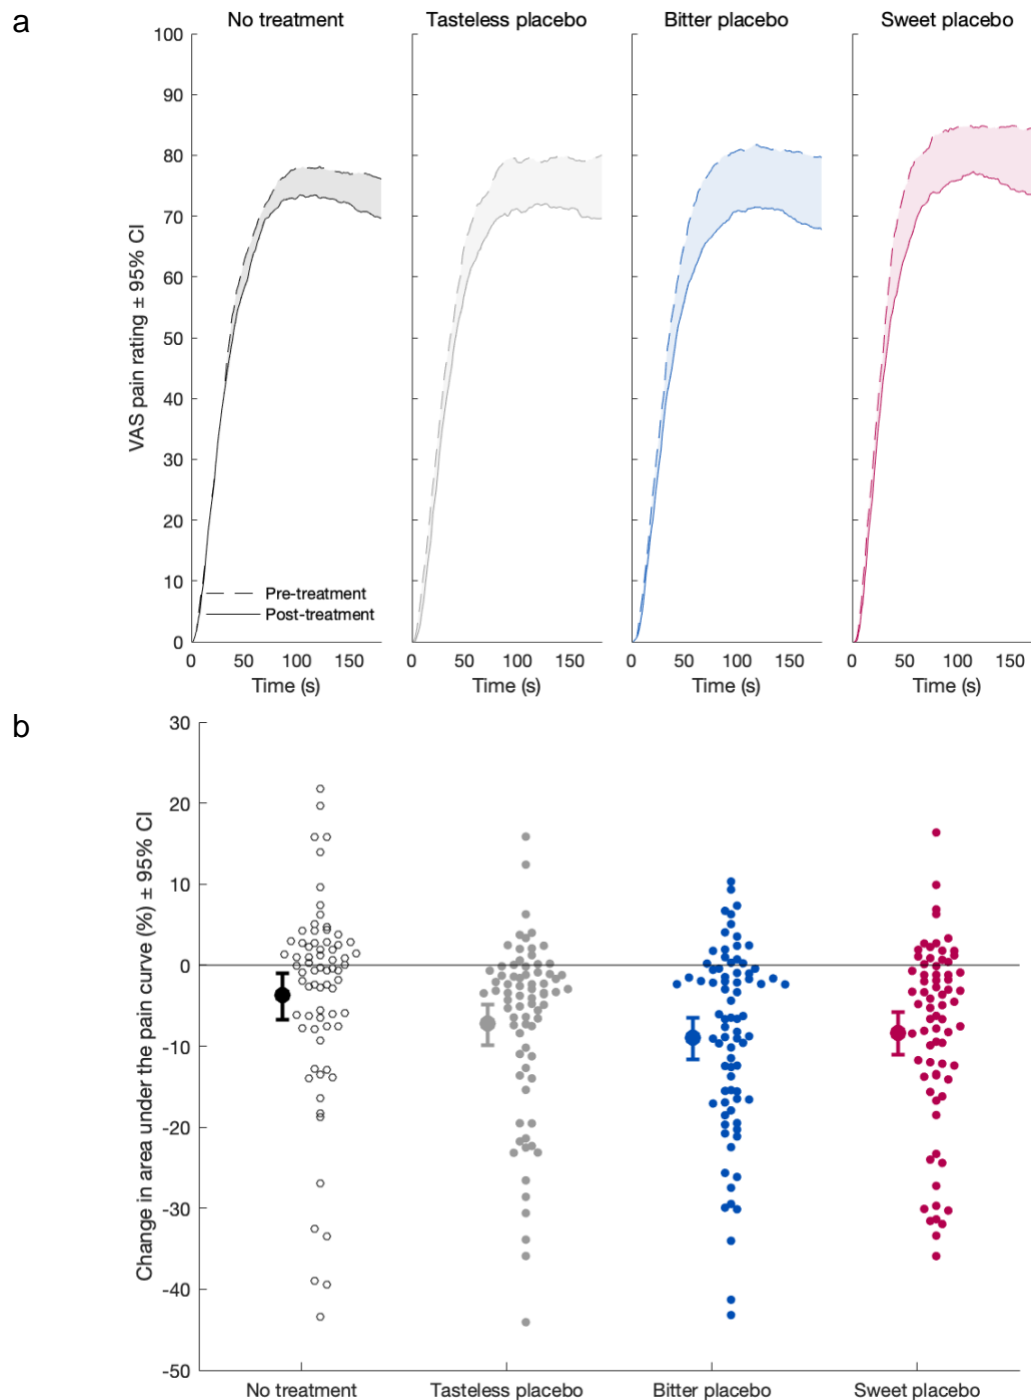 a
No treatment
Tasteless placebo
Bitter placebo
Sweet placebo
VAS pain rating ± 95% CI
100
90
80
70
60
50
40
30
20
10
0
Pre-treatment
Post-treatment
0 50 100 150
0 50 100 150
0 50 100 150
0 50 100 150
Time (s)
Time (s)
Time (s)
Time (s)
b
Change in area under the pain curve (%) ± 95% CI
30
20
10
0
-10
-20
-30
-40
-50
No treatment
Tasteless placebo
Bitter placebo
Sweet placebo